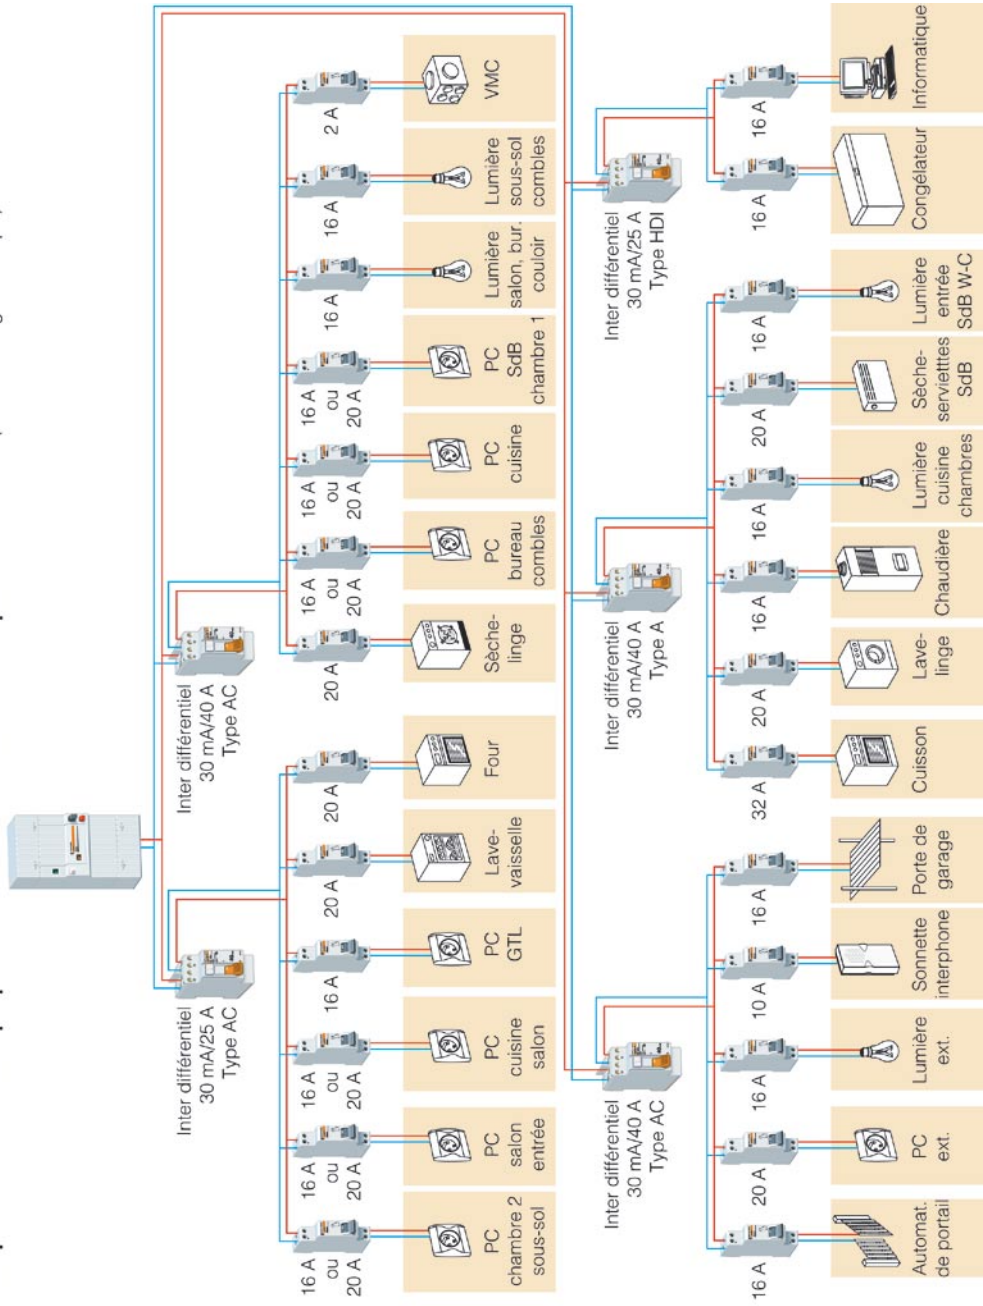 Inter différentiel
30 mA/25 A
Type AC
16 A
ou
20 A
PC
chambre 2
sous-sol
16 A
ou
20 A
PC
salon
entrée
16 A
ou
20 A
PC
cuisine
salon
16 A
PC
GTL
20 A
Lave-
vaisselle
20 A
Four
Inter différentiel
30 mA/40 A
Type AC
20 A
Sèche-
linge
16 A
ou
20 A
PC
bureau
combles
16 A
ou
20 A
PC
cuisine
16 A
ou
20 A
PC
SdB
chambre 1
16 A
Lumière
salon, bur.
couloir
16 A
Lumière
sous-sol
combles
2 A
VMC
Inter différentiel
30 mA/40 A
Type AC
16 A
Automat.
de portail
20 A
PC
ext.
16 A
Lumière
ext.
10 A
Sonnette
interphone
16 A
Porte de
garage
Inter différentiel
30 mA/40 A
Type A
32 A
Cuisson
20 A
Lave-
linge
16 A
Chaudière
16 A
Lumière
cuisine
chambres
20 A
Sèche-
serviettes
SdB
16 A
Lumière
entrée
SdB W-C
Inter différentiel
30 mA/25 A
Type HDI
16 A
Congélateur
16 A
Informatique